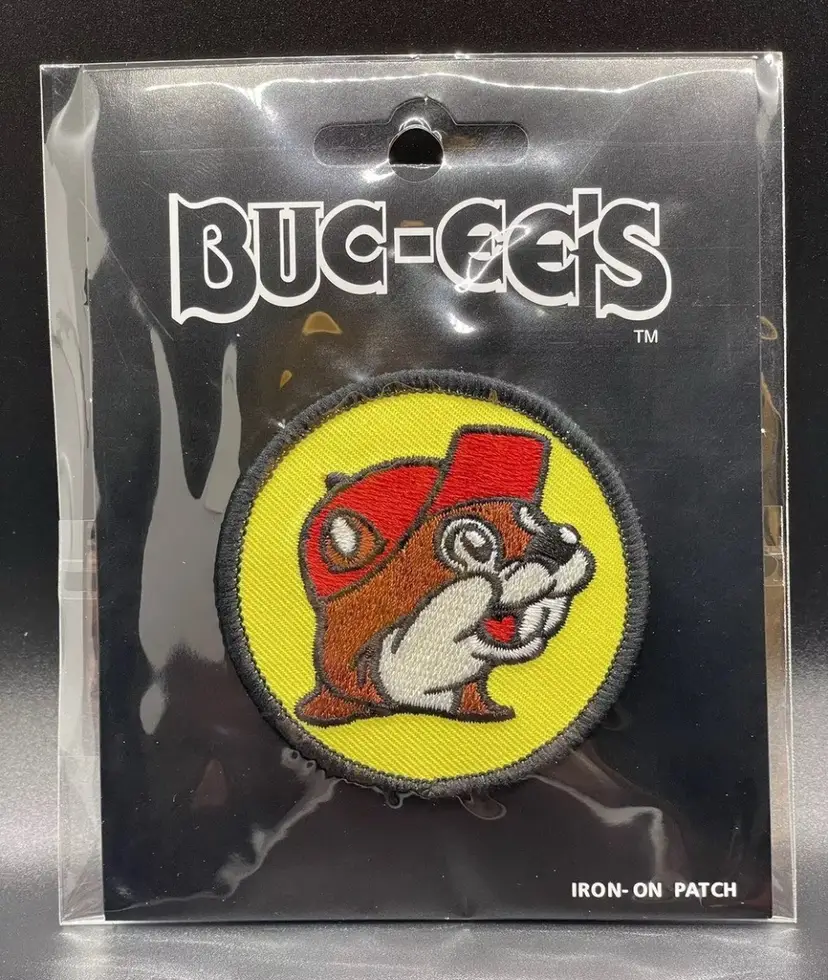 BUC-EE'S
TM
IRON-ON PATCH